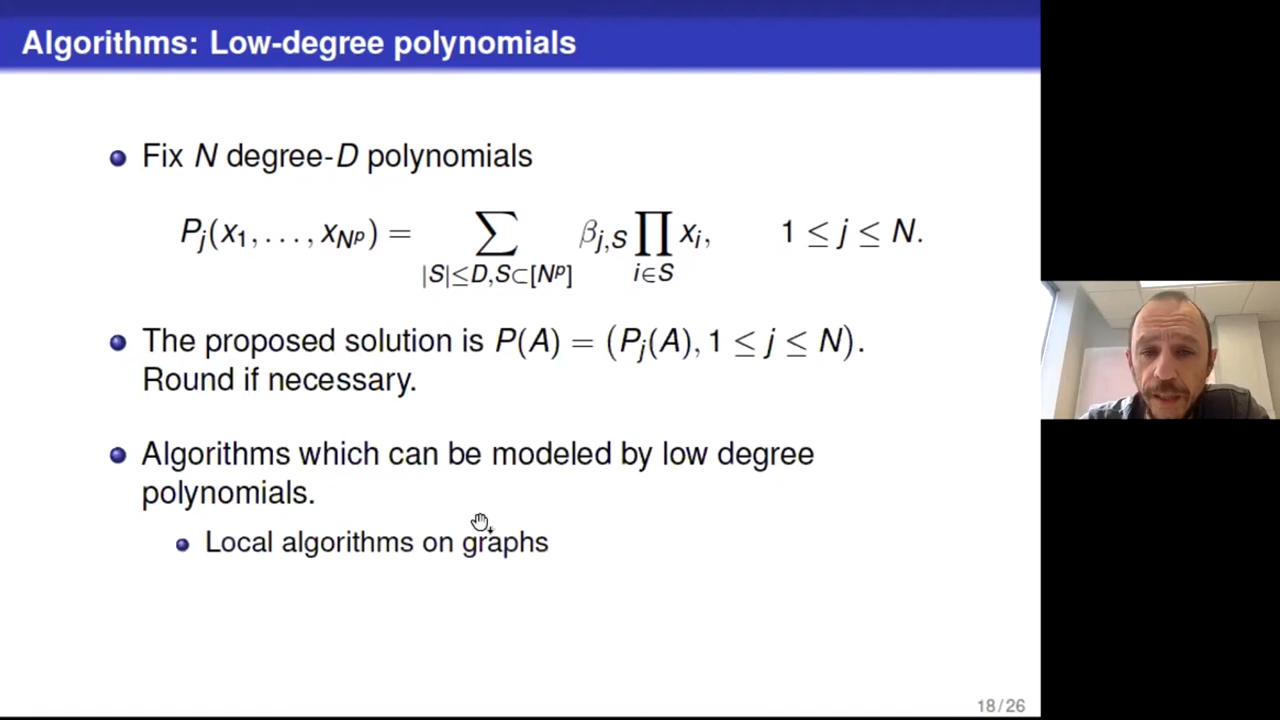 Algorithms: Low-degree polynomials
Fix N degree-D polynomials
P_j(x_1, . . . , x_{N^p}) = ∑_{|S|≤D,S⊂[N^p]} β_{j,S} ∏_{i∈S} x_i, 1 ≤ j ≤ N.
The proposed solution is P(A) = (P_j(A), 1 ≤ j ≤ N).
Round if necessary.
Algorithms which can be modeled by low degree
polynomials.
Local algorithms on graphs
18/26